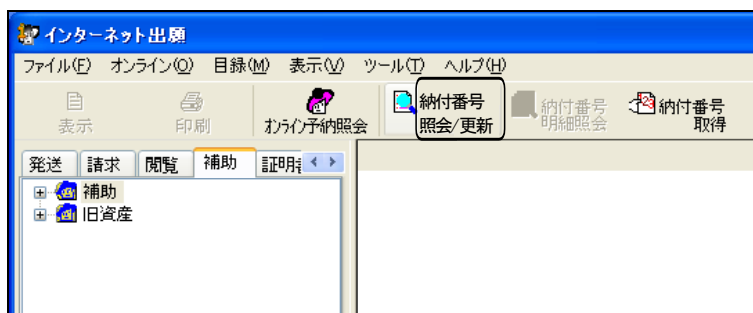 インターネット出願
ファイル(F) オンライン(O) 目録(M) 表示(V) ツール(T) ヘルプ(H)
表示
印刷
オンライン予納照会
納付番号
照会/更新
納付番号
明細照会
納付番号
取得
発送 請求 閲覧 補助 証明書
補助
旧資産